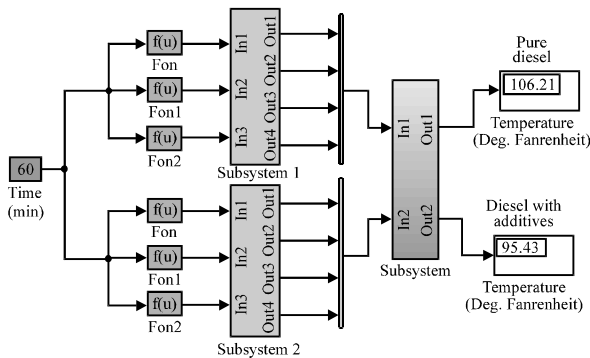 f(u)
Fon
f(u)
Fon1
f(u)
Fon2
In1
In2
In3
Out1
Out2
Out3
Out4
Subsystem 1
60
Time
(min)
f(u)
Fon
f(u)
Fon1
f(u)
Fon2
In1
In2
In3
Out1
Out2
Out3
Out4
Subsystem 2
In1
In2
Out1
Out2
Subsystem
Pure
diesel
106.21
Temperature
(Deg. Fanrenheit)
Diesel with
additives
95.43
Temperature
(Deg. Fanrenheit)